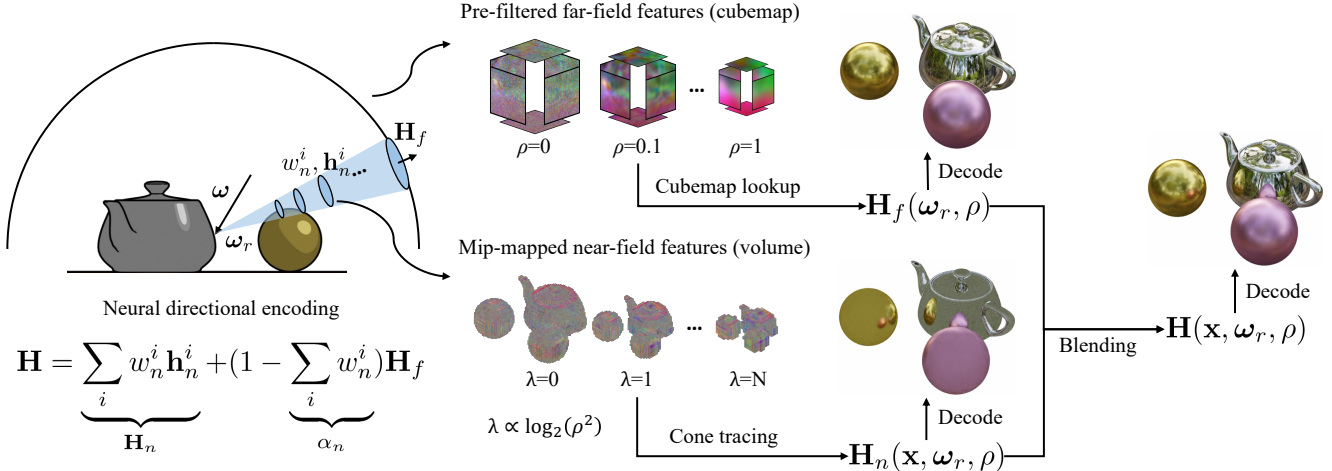 Pre-filtered far-field features (cubemap)
ρ=0
ρ=0.1
...
ρ=1
Cubemap lookup
H_f(ω_r, ρ)
Decode
H_f
w_n^i, h_n^i ...
ω
ω_r
Neural directional encoding
H = ∑_i w_n^i h_n^i + (1 - ∑_i w_n^i) H_f
H_n
α_n
Mip-mapped near-field features (volume)
λ=0
λ=1
...
λ=N
λ ∝ log₂(ρ²)
Cone tracing
H_n(x, ω_r, ρ)
Decode
Blending
H(x, ω_r, ρ)
Decode